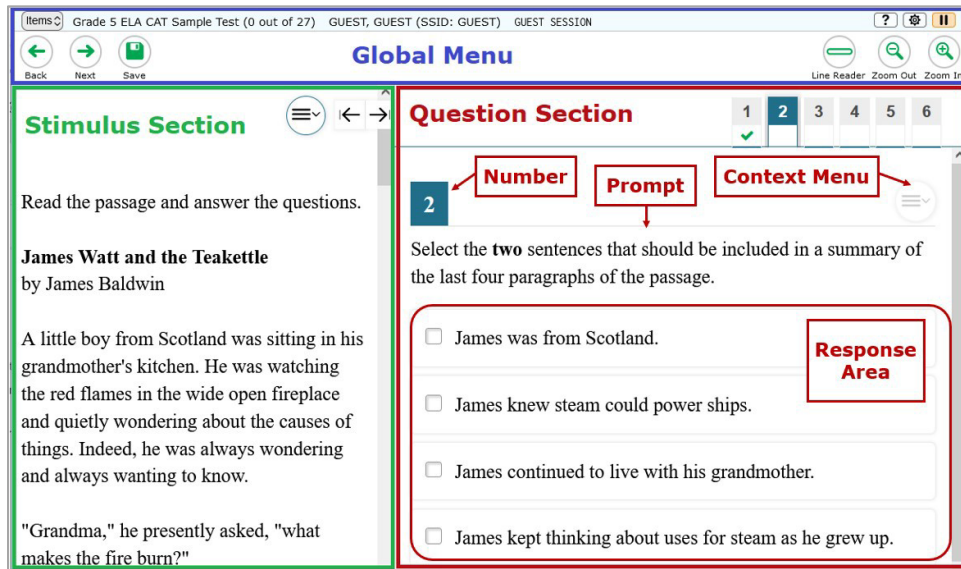 Items Grade 5 ELA CAT Sample Test (0 out of 27) GUEST, GUEST (SSID: GUEST) GUEST SESSION ?
Back Next Save
Global Menu
Line Reader Zoom Out Zoom In
Stimulus Section
Read the passage and answer the questions.
James Watt and the Teakettle
by James Baldwin
A little boy from Scotland was sitting in his
grandmother's kitchen. He was watching
the red flames in the wide open fireplace
and quietly wondering about the causes of
things. Indeed, he was always wondering
and always wanting to know.
"Grandma," he presently asked, "what
makes the fire burn?"
Question Section
1 2 3 4 5 6
Number
Prompt
Context Menu
2
Select the two sentences that should be included in a summary of
the last four paragraphs of the passage.
Response
Area
James was from Scotland.
James knew steam could power ships.
James continued to live with his grandmother.
James kept thinking about uses for steam as he grew up.